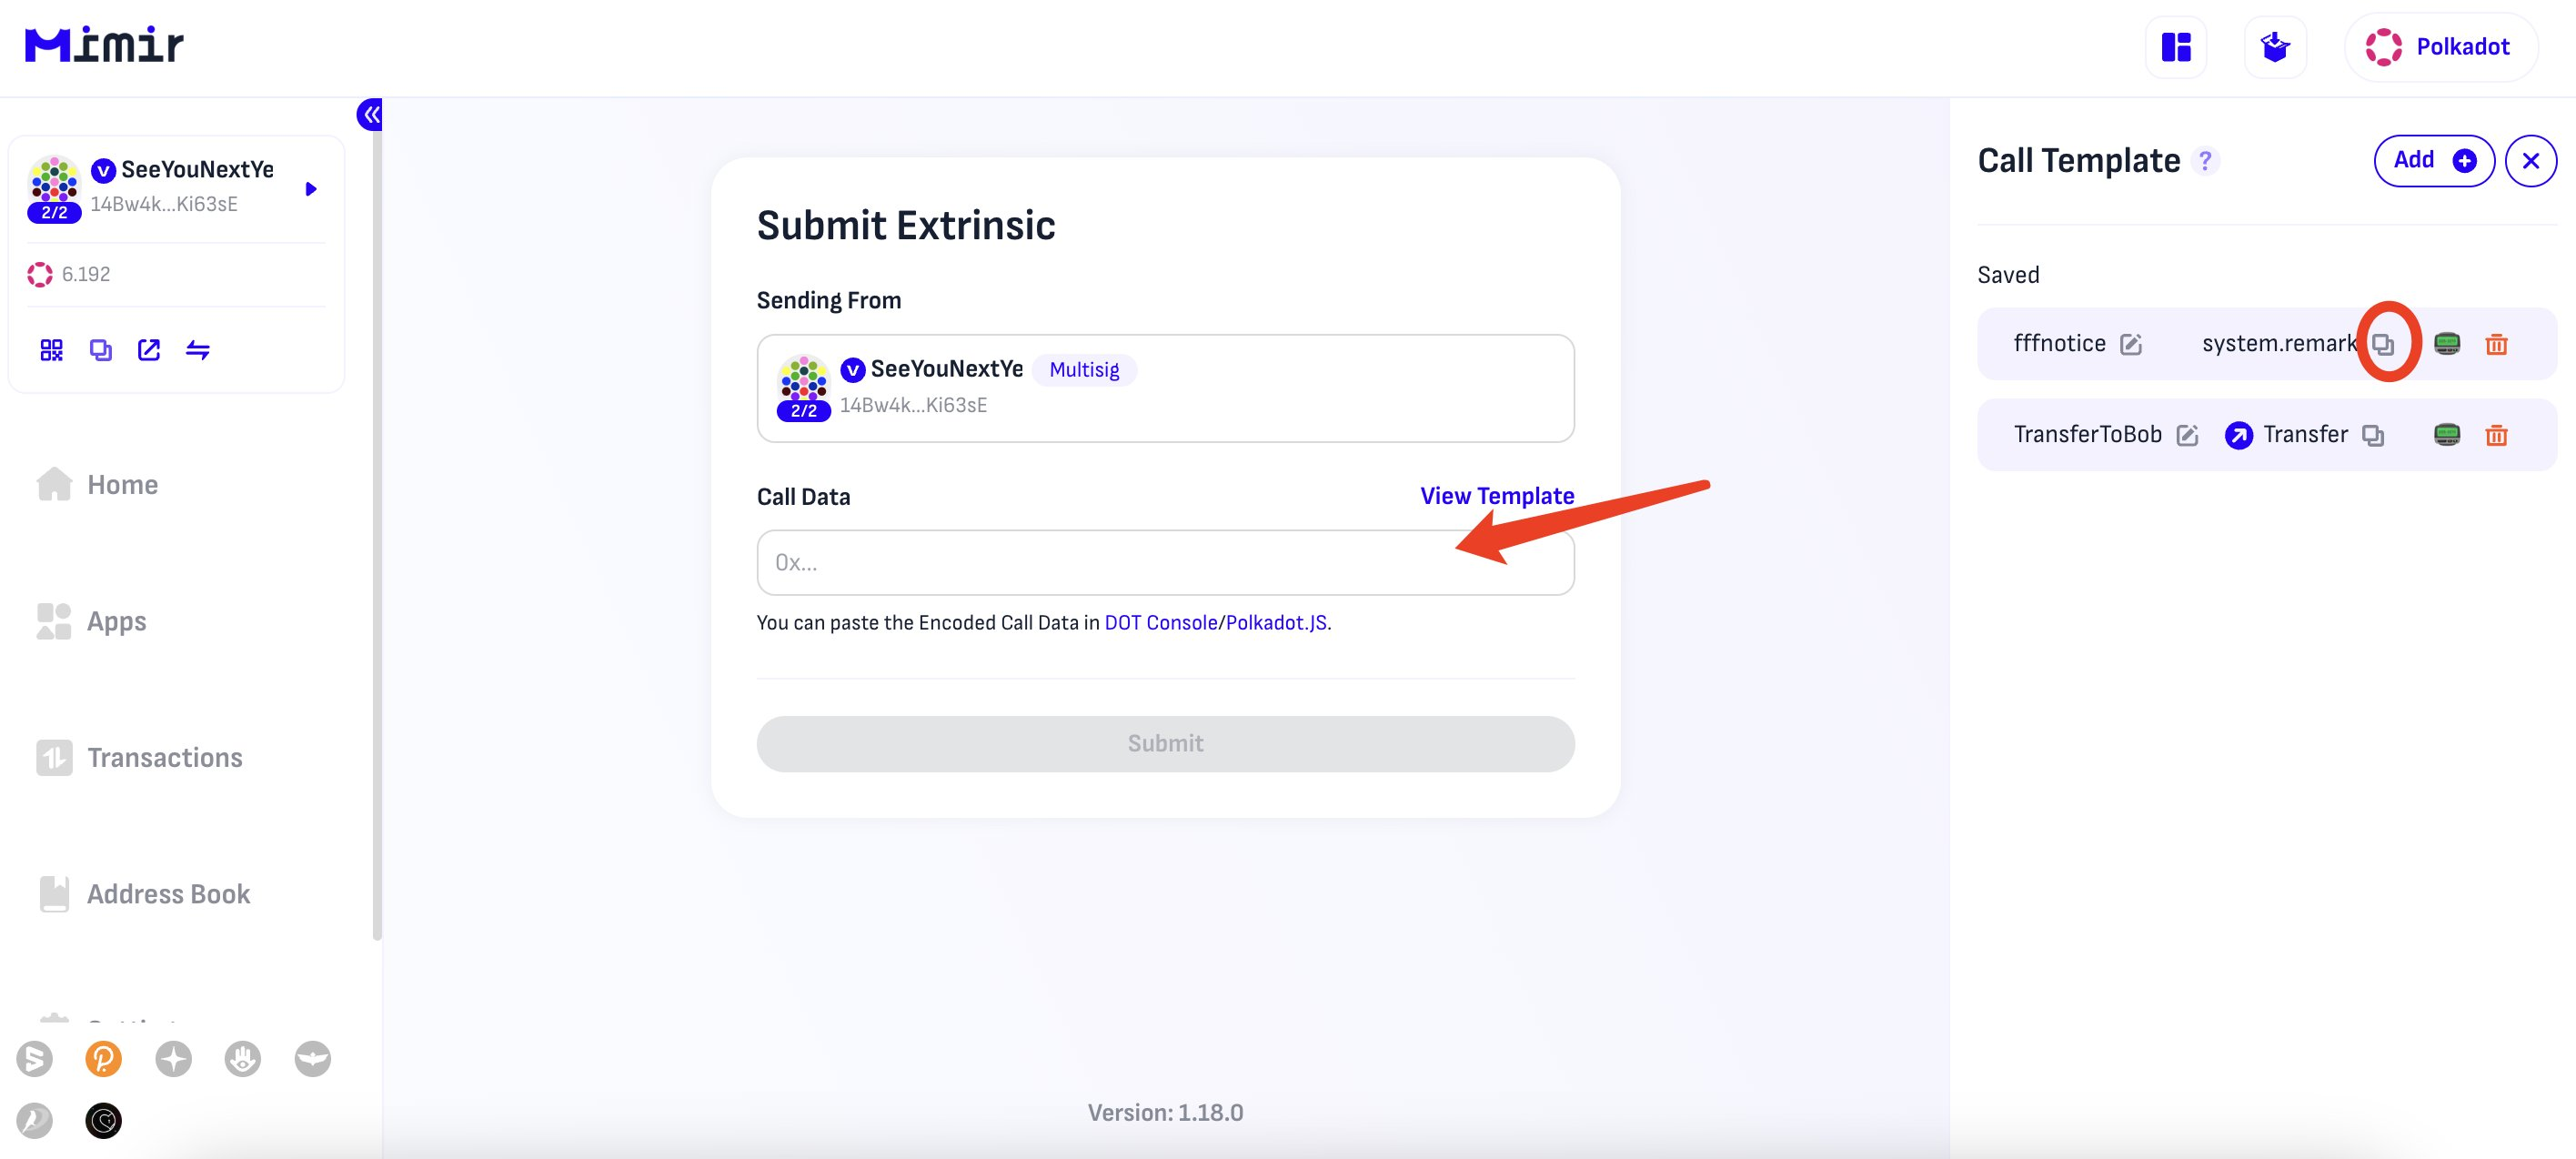 Mimir
Polkadot
SeeYouNextYe
14Bw4k...Ki63sE
2/2
6.192
Home
Apps
Transactions
Address Book
Submit Extrinsic
Sending From
SeeYouNextYe Multisig
14Bw4k...Ki63sE
2/2
Call Data View Template
0x...
You can paste the Encoded Call Data in DOT Console/Polkadot.JS.
Submit
Version: 1.18.0
Call Template ? Add
Saved
fffnotice system.remark
TransferToBob Transfer